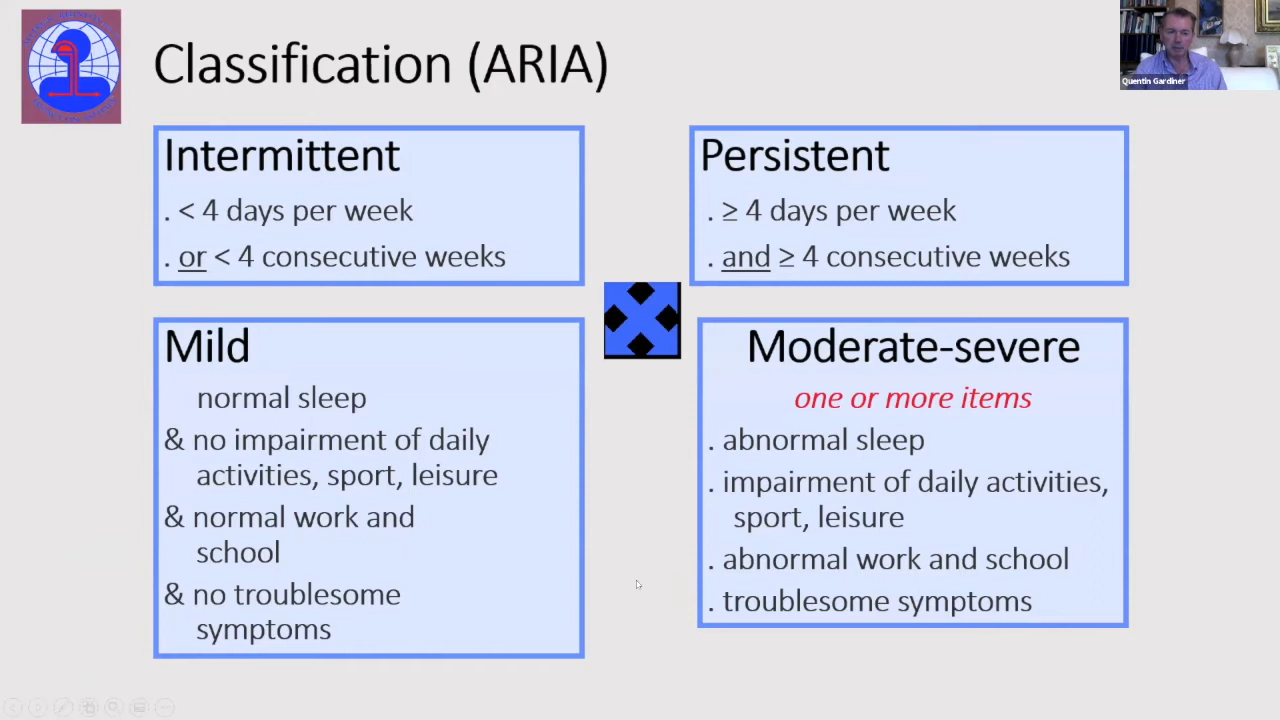 Classification (ARIA)
Quentin Gardiner
Intermittent
. < 4 days per week
. or < 4 consecutive weeks
Persistent
. ≥ 4 days per week
. and ≥ 4 consecutive weeks
Mild
normal sleep
& no impairment of daily
activities, sport, leisure
& normal work and
school
& no troublesome
symptoms
Moderate-severe
one or more items
. abnormal sleep
. impairment of daily activities,
sport, leisure
. abnormal work and school
. troublesome symptoms